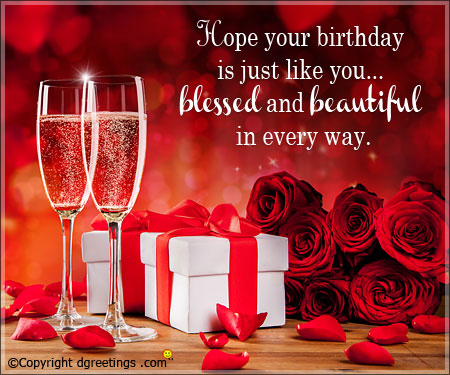 Hope your birthday
is just like you...
blessed and beautiful
in every way.
©Copyright dgreetings .com